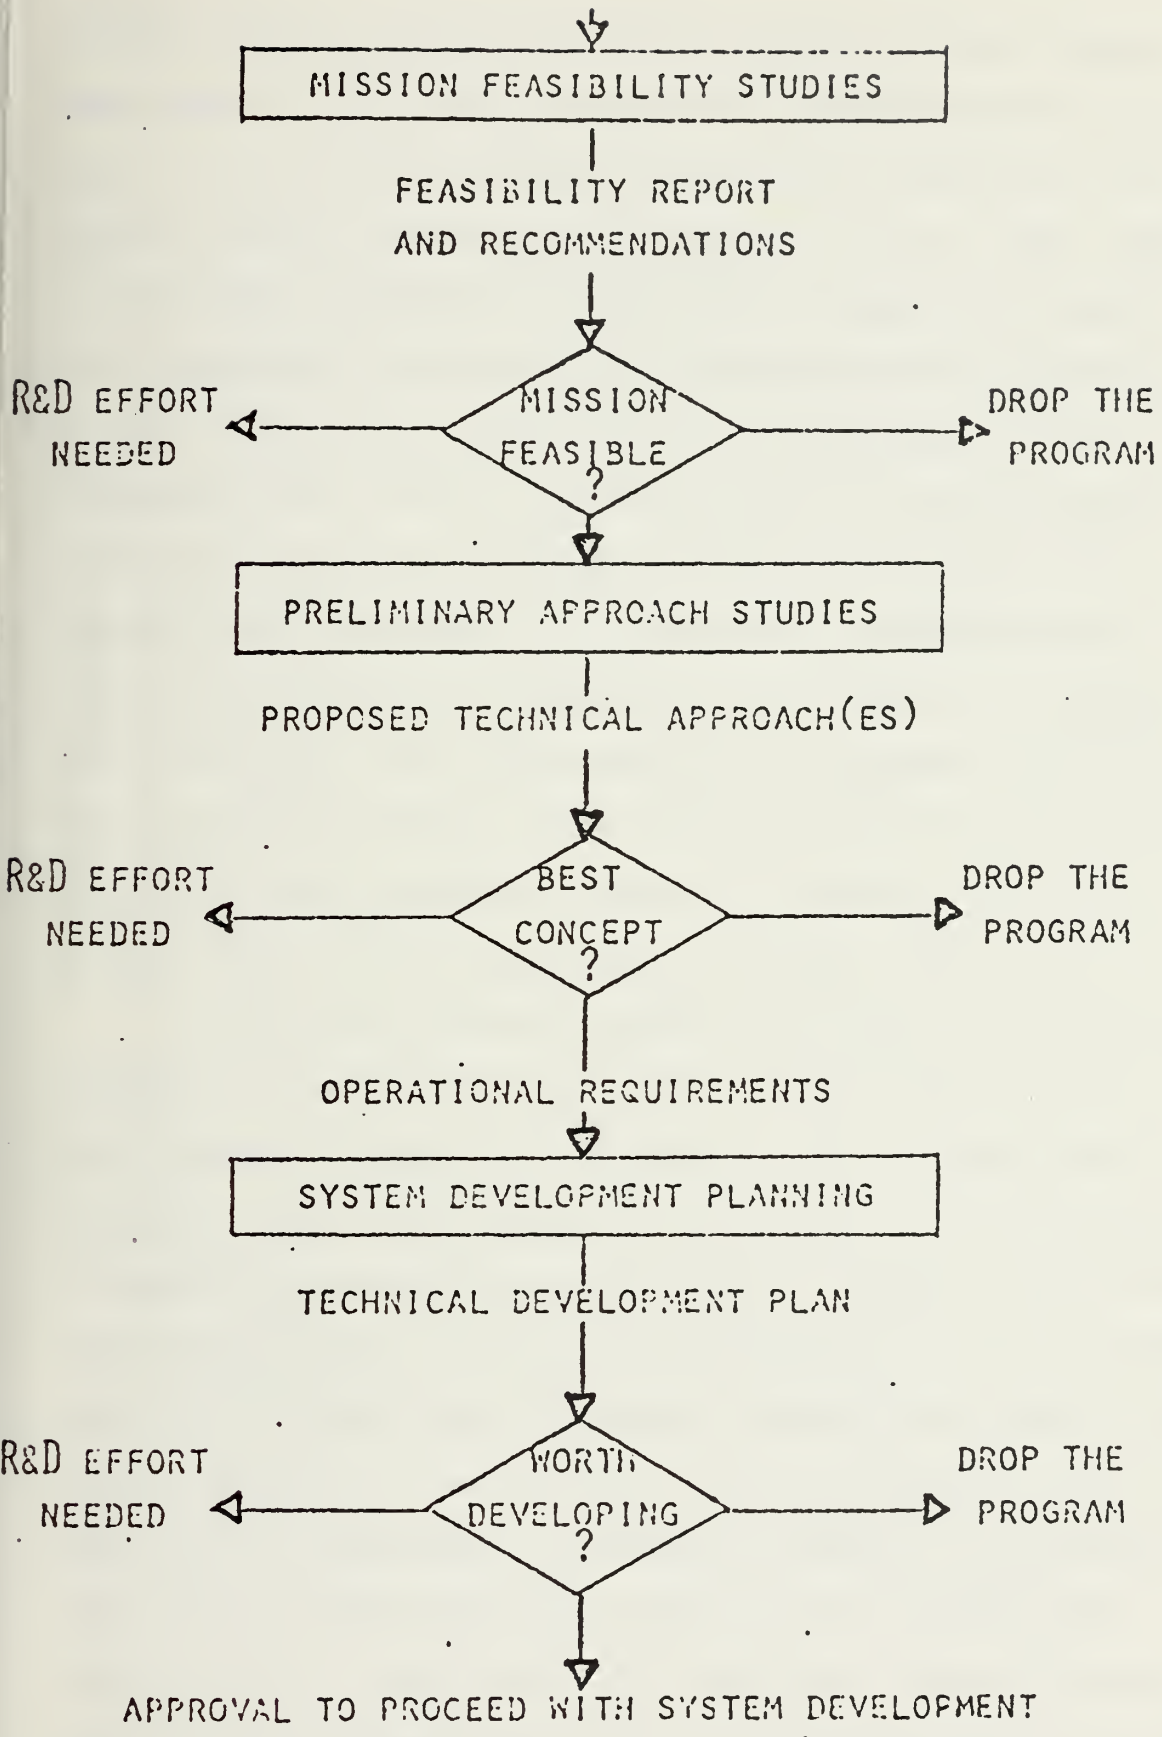 MISSION FEASIBILITY STUDIES
FEASIBILITY REPORT
AND RECOMMENDATIONS
R&D EFFORT
NEEDED
MISSION
FEASIBLE
?
DROP THE
PROGRAM
PRELIMINARY APPROACH STUDIES
PROPOSED TECHNICAL APPROACH(ES)
R&D EFFORT
NEEDED
BEST
CONCEPT
?
DROP THE
PROGRAM
OPERATIONAL REQUIREMENTS
SYSTEM DEVELOPMENT PLANNING
TECHNICAL DEVELOPMENT PLAN
R&D EFFORT
NEEDED
WORTH
DEVELOPING
?
DROP THE
PROGRAM
APPROVAL TO PROCEED WITH SYSTEM DEVELOPMENT